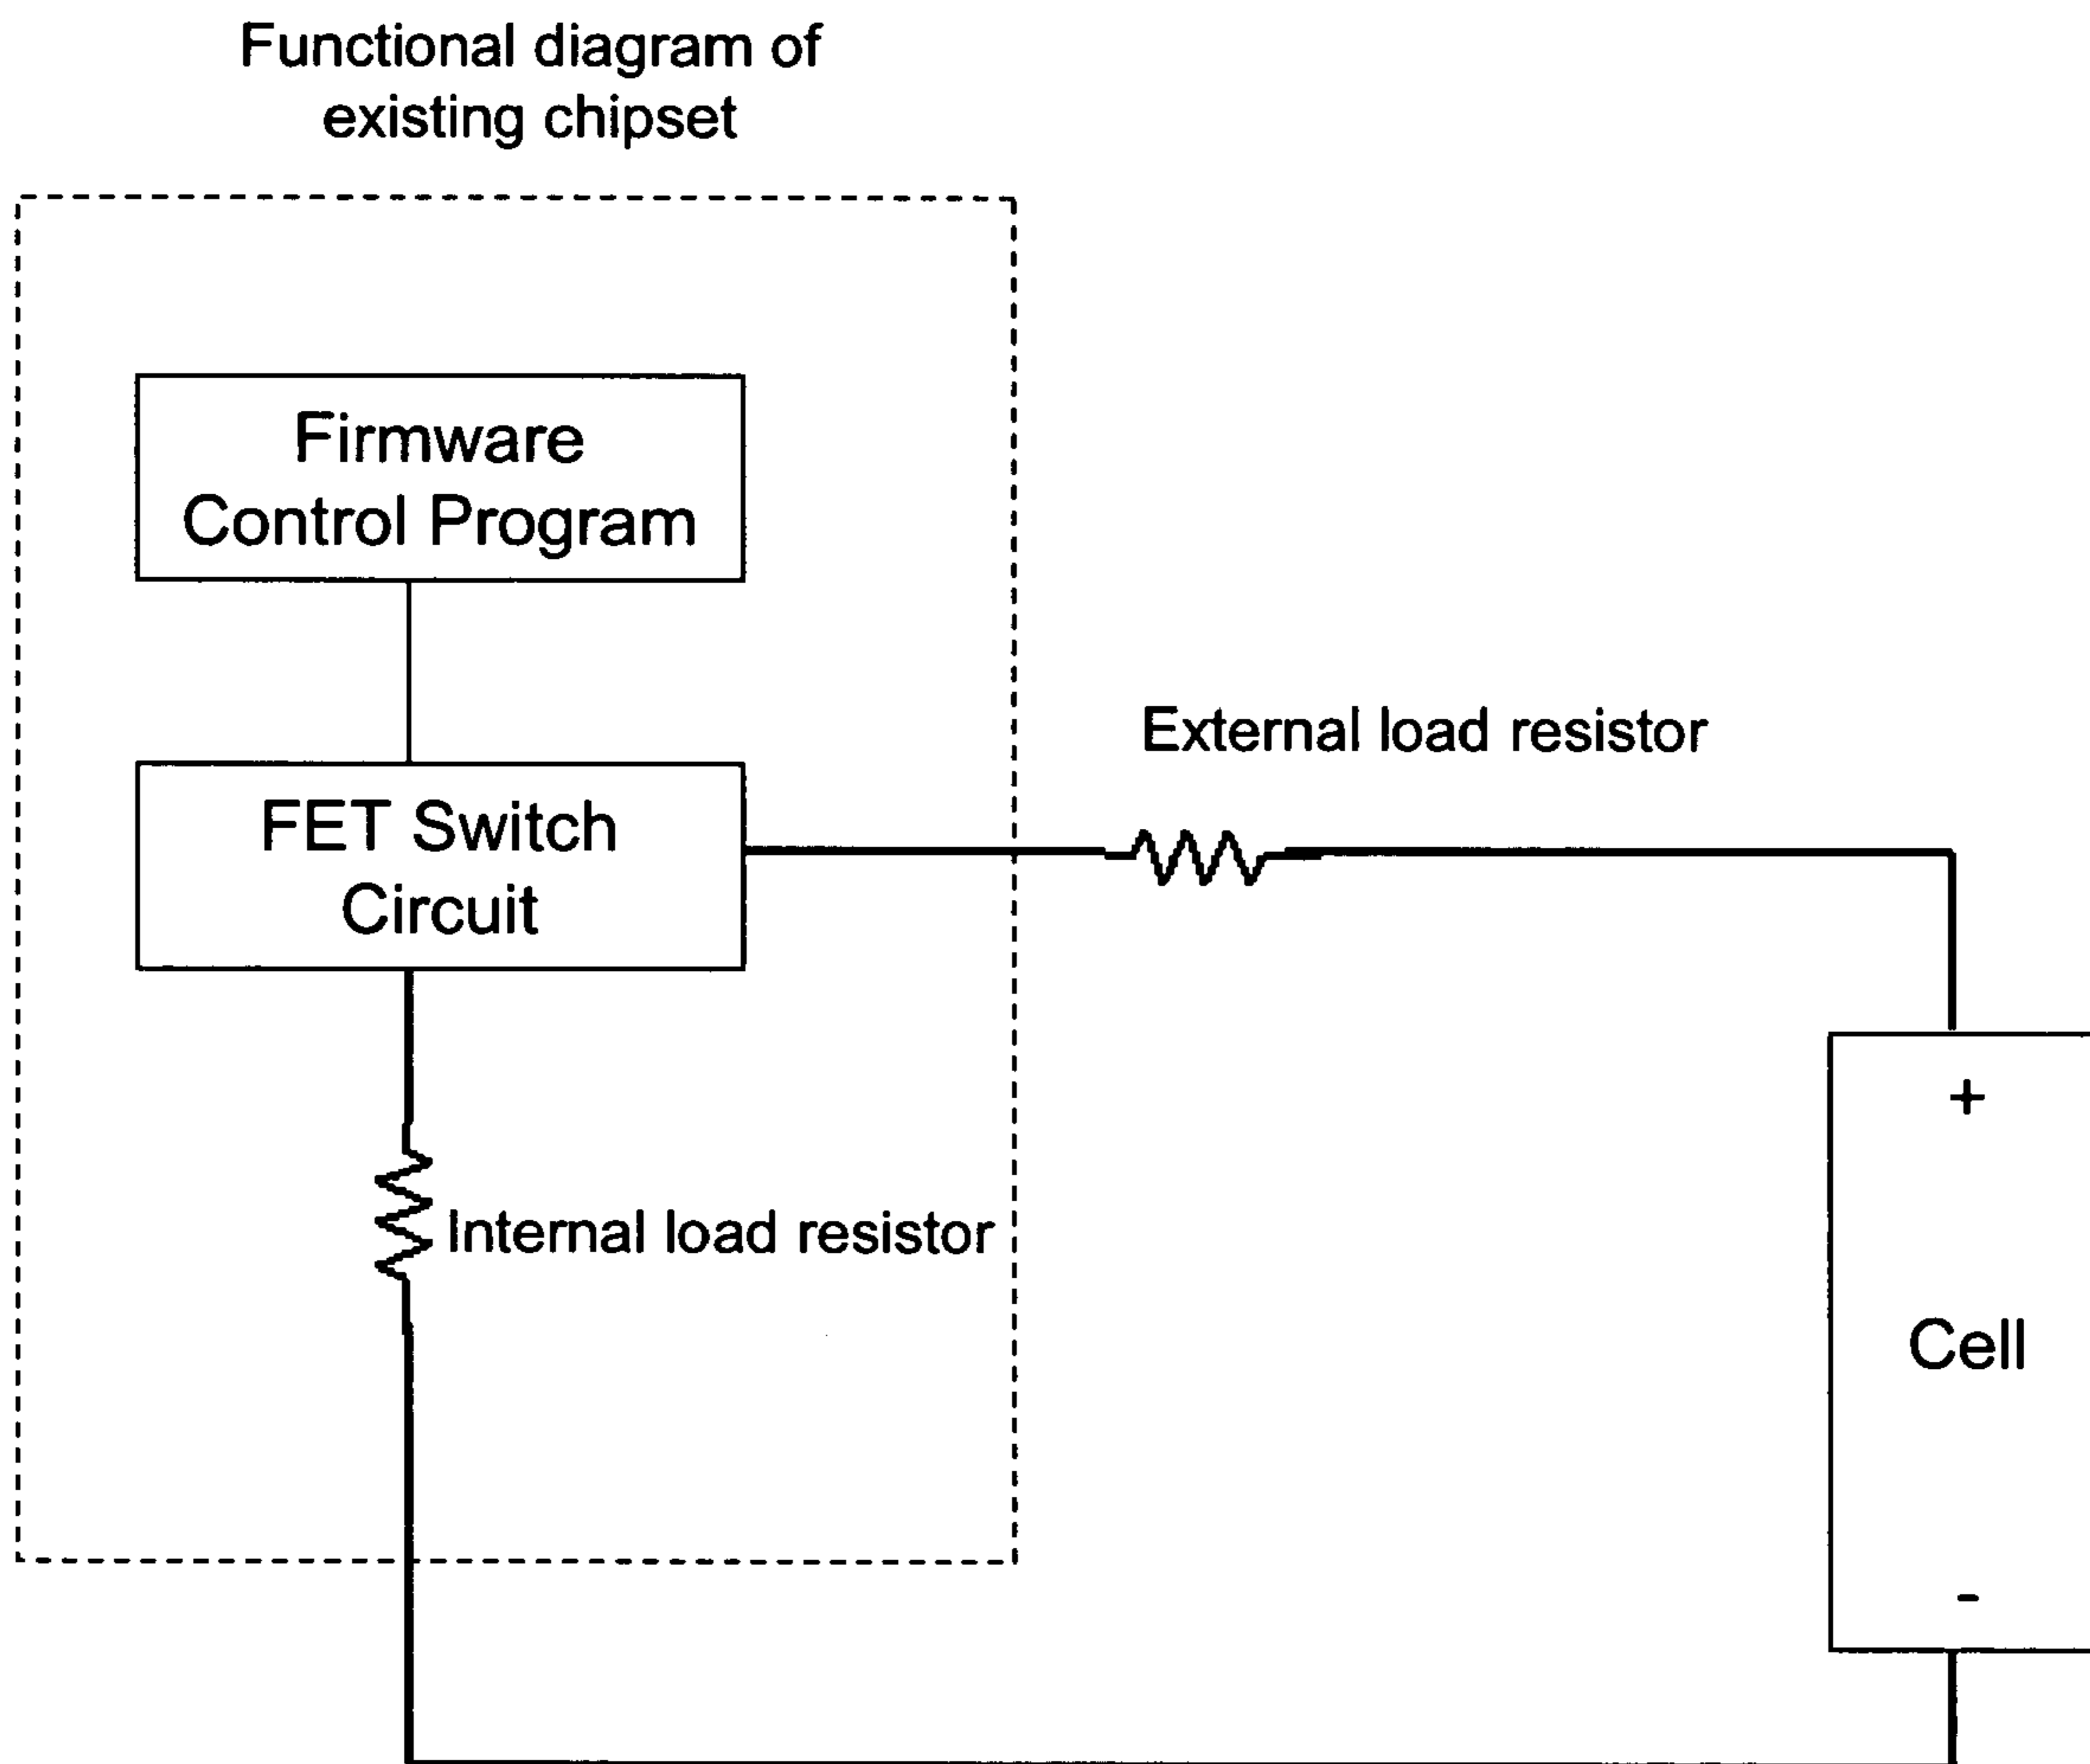 Functional diagram of
existing chipset
Firmware
Control Program
FET Switch
Circuit
External load resistor
Internal load resistor
+
Cell
-